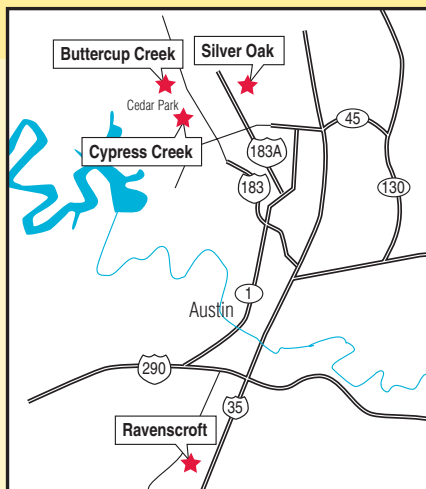 Buttercup Creek
Silver Oak
Cedar Park
Cypress Creek
45
183A
183
130
1
Austin
290
35
Ravenscroft